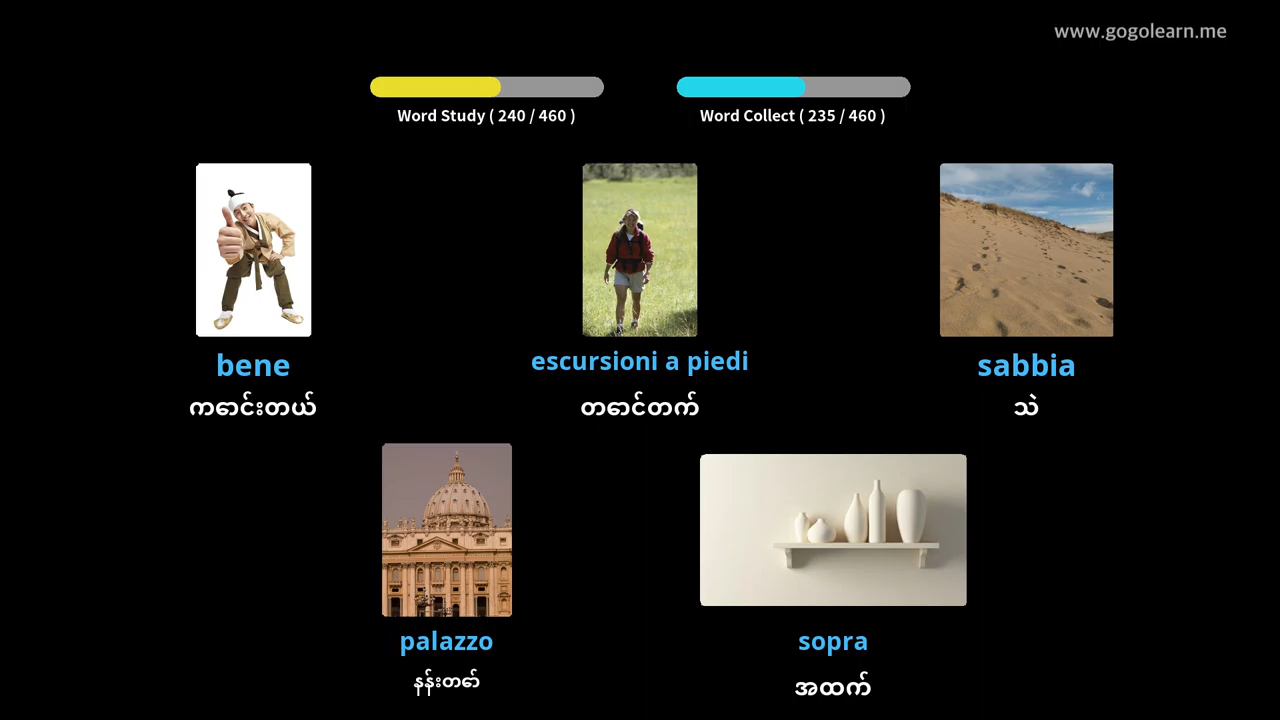 www.gogolearn.me
Word Study ( 240 / 460 )
Word Collect ( 235 / 460 )
bene
ကောင်းတယ်
escursioni a piedi
တောင်တက်
sabbia
သဲ
palazzo
နန်းတော်
sopra
အထက်